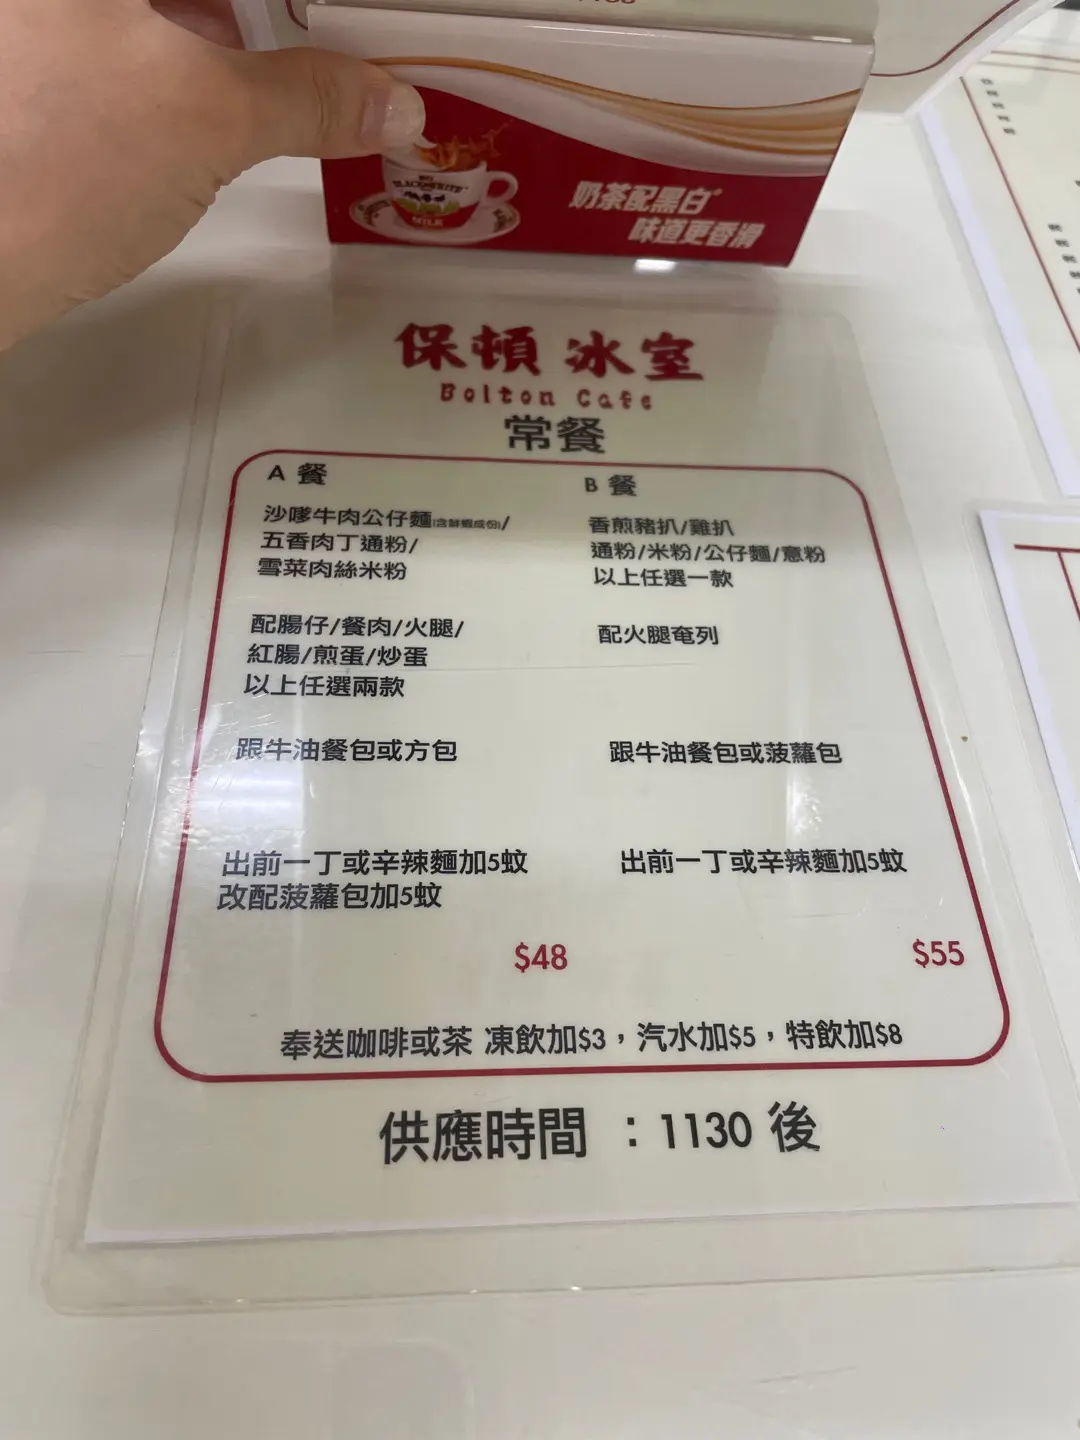 BLACK&WHITE
MILK
奶茶配黑白
味道更香滑
保頓冰室
Bolton Cafe
常餐
A 餐
沙嗲牛肉公仔麵(含鮮蝦成份)/
五香肉丁通粉/
雪菜肉絲米粉
配腸仔/餐肉/火腿/
紅腸/煎蛋/炒蛋
以上任選兩款
跟牛油餐包或方包
出前一丁或辛辣麵加5蚊
改配菠蘿包加5蚊
$48
B 餐
香煎豬扒/雞扒
通粉/米粉/公仔麵/意粉
以上任選一款
配火腿奄列
跟牛油餐包或菠蘿包
出前一丁或辛辣麵加5蚊
$55
奉送咖啡或茶 凍飲加$3，汽水加$5，特飲加$8
供應時間 ：1130 後